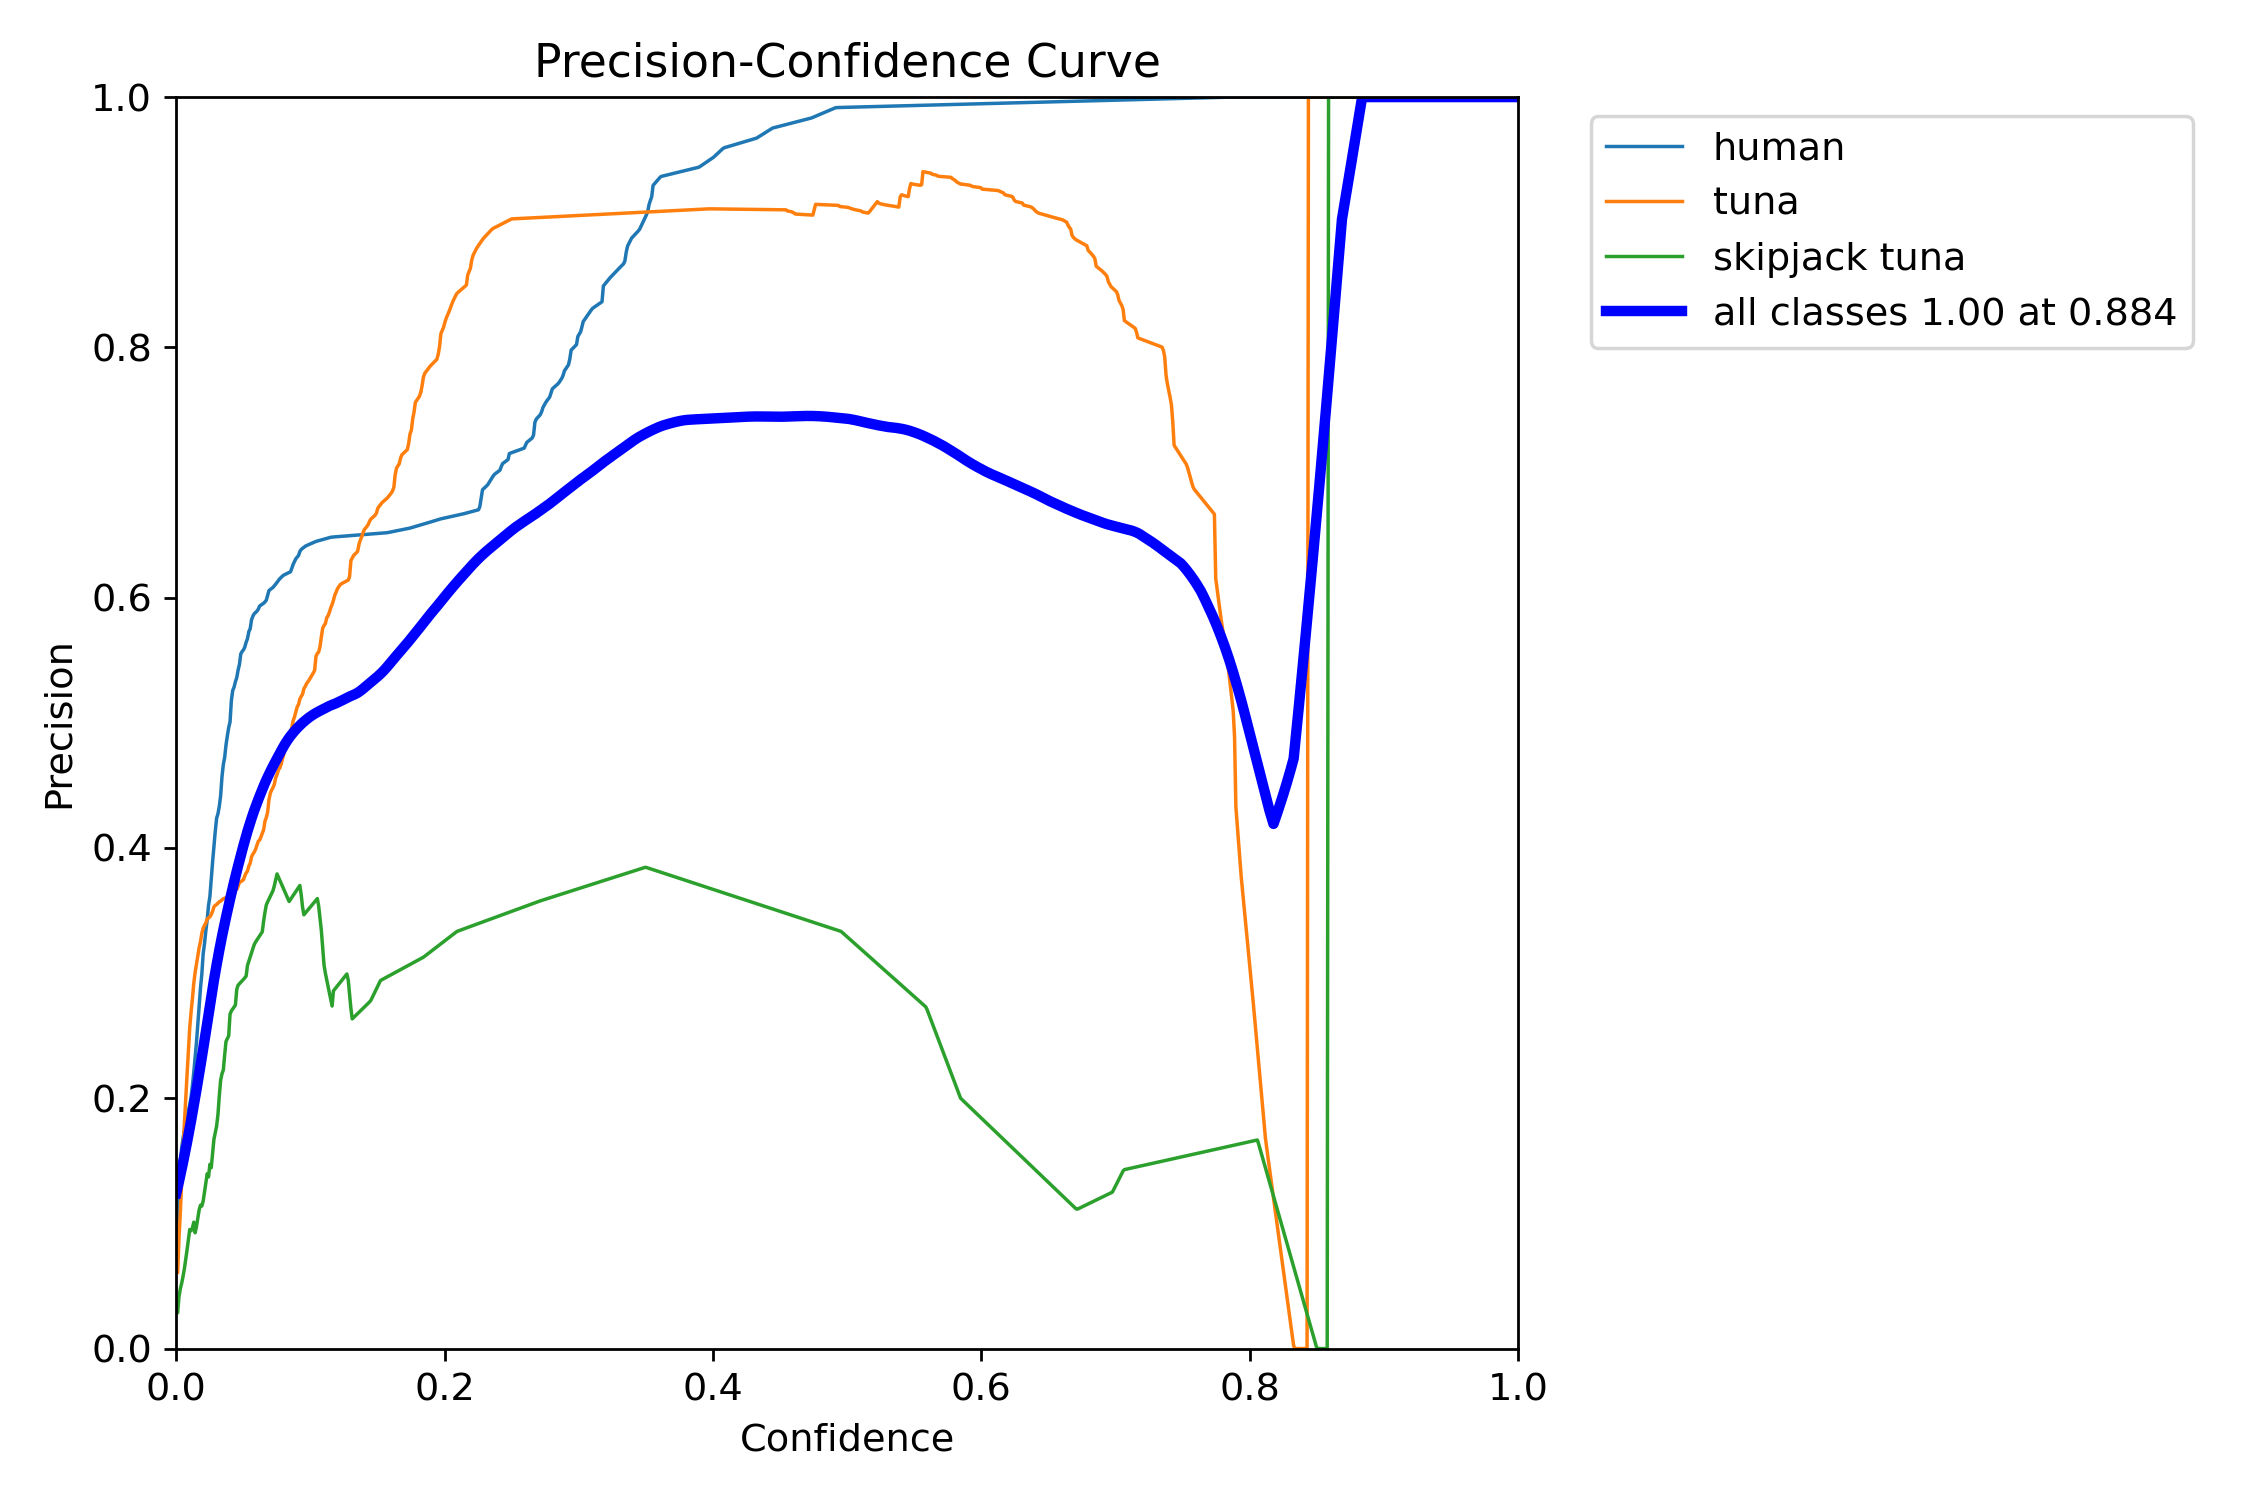 Precision-Confidence Curve
1.0
0.8
0.6
0.4
0.2
0.0
Precision
0.0 0.2 0.4 0.6 0.8 1.0
Confidence
human
tuna
skipjack tuna
all classes 1.00 at 0.884